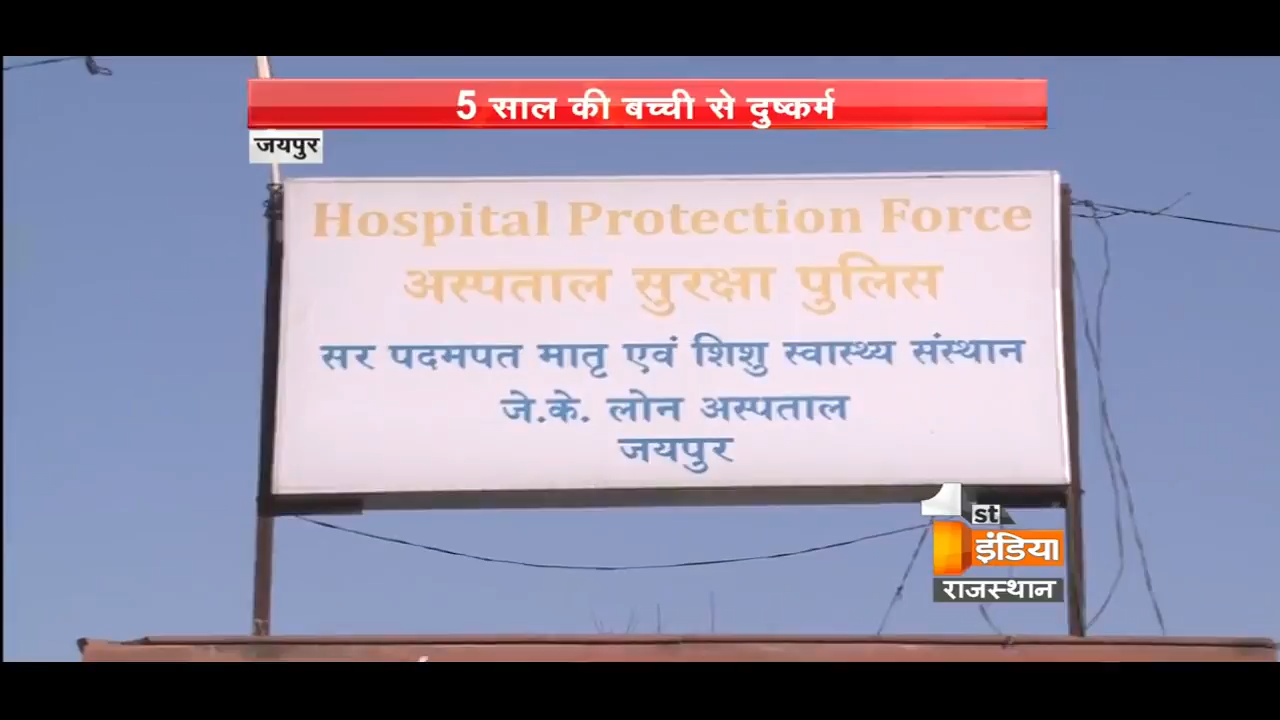 5 साल की बच्ची से दुष्कर्म
जयपुर
Hospital Protection Force
अस्पताल सुरक्षा पुलिस
सर पदमपत मातृ एवं शिशु स्वास्थ्य संस्थान
जे.के. लोन अस्पताल
जयपुर
1st
इंडिया
राजस्थान